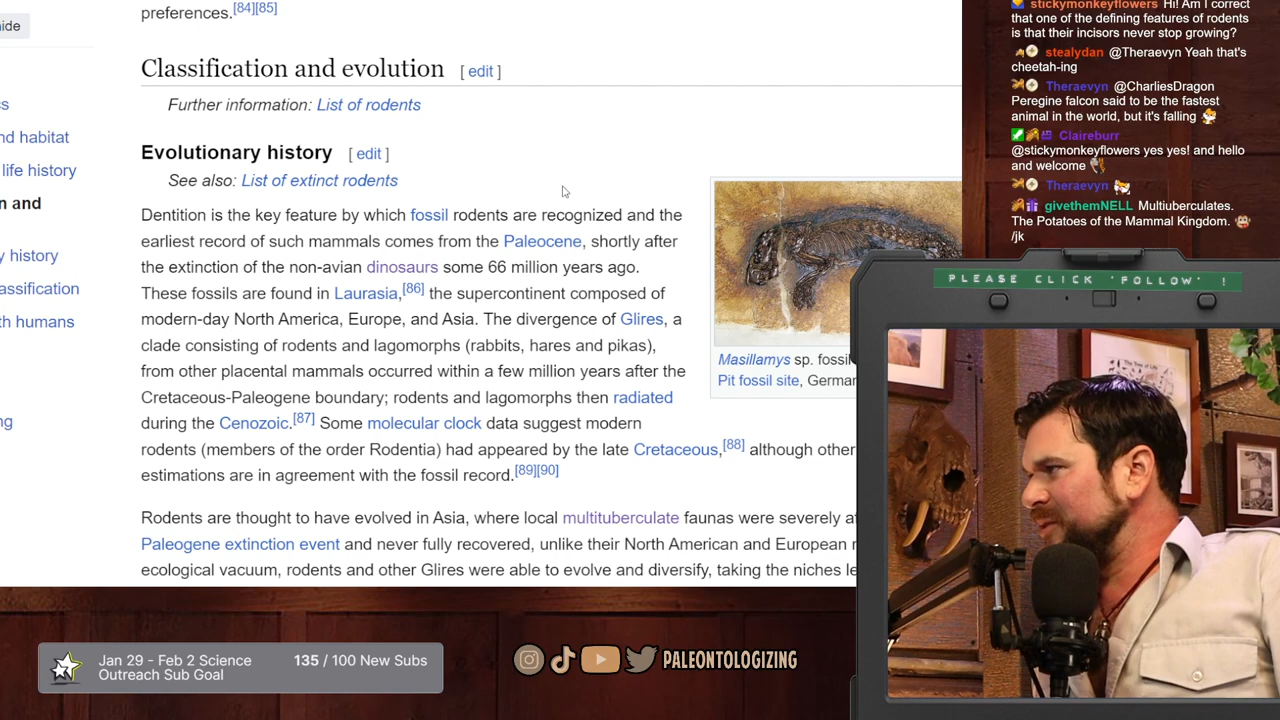 preferences.[84][85]
ide
Classification and evolution [ edit ]
Further information: List of rodents
cs
nd habitat
life history
n and
y history
assification
th humans
ng
Evolutionary history [ edit ]
See also: List of extinct rodents
Dentition is the key feature by which fossil rodents are recognized and the
earliest record of such mammals comes from the Paleocene, shortly after
the extinction of the non-avian dinosaurs some 66 million years ago.
These fossils are found in Laurasia,[86] the supercontinent composed of
modern-day North America, Europe, and Asia. The divergence of Glires, a
clade consisting of rodents and lagomorphs (rabbits, hares and pikas),
from other placental mammals occurred within a few million years after the
Cretaceous-Paleogene boundary; rodents and lagomorphs then radiated
during the Cenozoic.[87] Some molecular clock data suggest modern
rodents (members of the order Rodentia) had appeared by the late Cretaceous,[88] although other
estimations are in agreement with the fossil record.[89][90]
Masillamys sp. fossil
Pit fossil site, German
Rodents are thought to have evolved in Asia, where local multituberculate faunas were severely af
Paleogene extinction event and never fully recovered, unlike their North American and European
ecological vacuum, rodents and other Glires were able to evolve and diversify, taking the niches le
stickymonkeyflowers Hi! Am I correct
that one of the defining features of rodents
is that their incisors never stop growing?
stealydan @Theraevyn Yeah that's
cheetah-ing
Theraevyn @CharliesDragon
Peregine falcon said to be the fastest
animal in the world, but it's falling
Claireburr
@stickymonkeyflowers yes yes! and hello
and welcome
Theraevyn
givethemNELL Multiuberculates.
The Potatoes of the Mammal Kingdom.
/jk
PLEASE CLICK 'FOLLOW' !
Jan 29 - Feb 2 Science
Outreach Sub Goal
135 / 100 New Subs
PALEONTOLOGIZING